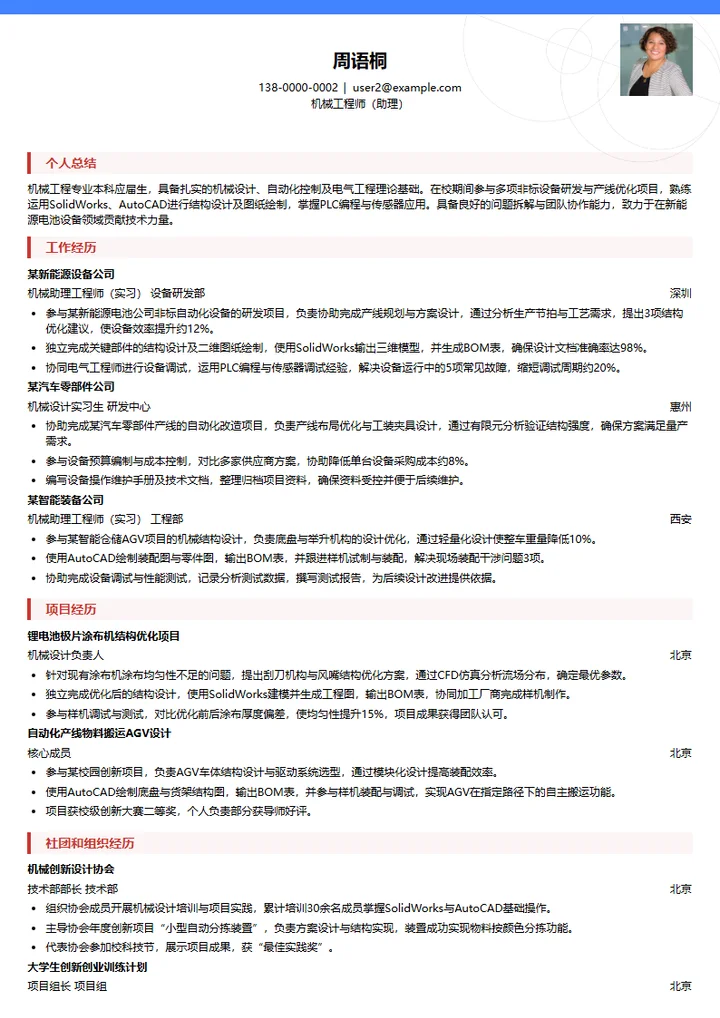 周语桐
138-0000-0002 | user2@example.com
机械工程师（助理）
个人总结
机械工程专业本科应届生，具备扎实的机械设计、自动化控制及电气工程理论基础。在校期间参与多项非标设备研发与产线优化项目，熟练
运用SolidWorks、AutoCAD进行结构设计及图纸绘制，掌握PLC编程与传感器应用。具备良好的问题拆解与团队协作能力，致力于在新能
源电池设备领域贡献技术力量。
工作经历
某新能源设备公司
机械助理工程师（实习） 设备研发部 深圳
• 参与某新能源电池公司非标自动化设备的研发项目，负责协助完成产线规划与方案设计，通过分析生产节拍与工艺需求，提出3项结构
优化建议，使设备效率提升约12%。
• 独立完成关键部件的结构设计及二维图纸绘制，使用SolidWorks输出三维模型，并生成BOM表，确保设计文档准确率达98%。
• 协同电气工程师进行设备调试，运用PLC编程与传感器调试经验，解决设备运行中的5项常见故障，缩短调试周期约20%。
某汽车零部件公司
机械设计实习生 研发中心 惠州
• 协助完成某汽车零部件产线的自动化改造项目，负责产线布局优化与工装夹具设计，通过有限元分析验证结构强度，确保方案满足量产
需求。
• 参与设备预算编制与成本控制，对比多家供应商方案，协助降低单台设备采购成本约8%。
• 编写设备操作维护手册及技术文档，整理归档项目资料，确保资料受控并便于后续维护。
某智能装备公司
机械助理工程师（实习） 工程部 西安
• 参与某智能仓储AGV项目的机械结构设计，负责底盘与举升机构的设计优化，通过轻量化设计使整车重量降低10%。
• 使用AutoCAD绘制装配图与零件图，输出BOM表，并跟进样机试制与装配，解决现场装配干涉问题3项。
• 协助完成设备调试与性能测试，记录分析测试数据，撰写测试报告，为后续设计改进提供依据。
项目经历
锂电池极片涂布机结构优化项目
机械设计负责人 北京
• 针对现有涂布机涂布均匀性不足的问题，提出刮刀机构与风嘴结构优化方案，通过CFD仿真分析流场分布，确定最优参数。
• 独立完成优化后的结构设计，使用SolidWorks建模并生成工程图，输出BOM表，协同加工厂商完成样机制作。
• 参与样机调试与测试，对比优化前后涂布厚度偏差，使均匀性提升15%，项目成果获得团队认可。
自动化产线物料搬运AGV设计
核心成员 北京
• 参与某校园创新项目，负责AGV车体结构设计与驱动系统选型，通过模块化设计提高装配效率。
• 使用AutoCAD绘制底盘与货架结构图，输出BOM表，并参与样机装配与调试，实现AGV在指定路径下的自主搬运功能。
• 项目获校级创新大赛二等奖，个人负责部分获导师好评。
社团和组织经历
机械创新设计协会
技术部部长 技术部 北京
• 组织协会成员开展机械设计培训与项目实践，累计培训30余名成员掌握SolidWorks与AutoCAD基础操作。
• 主导协会年度创新项目“小型自动分拣装置”，负责方案设计与结构实现，装置成功实现物料按颜色分拣功能。
• 代表协会参加校科技节，展示项目成果，获“最佳实践奖”。
大学生创新创业训练计划
项目组长 项目组 北京